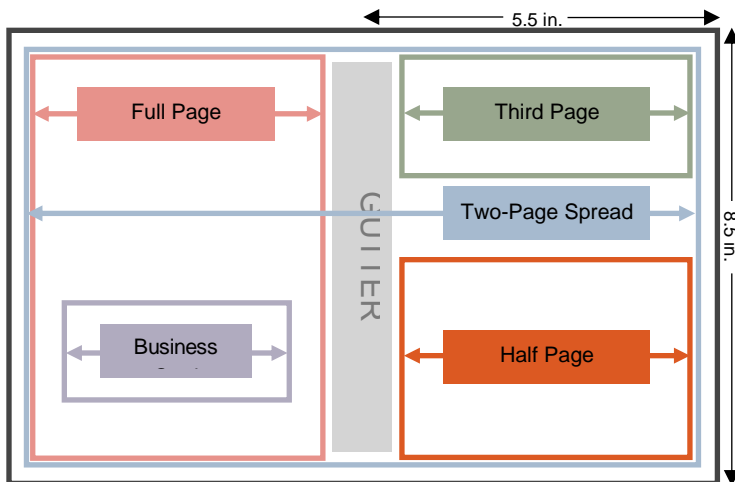 5.5 in.
Full Page
Third Page
Two-Page Spread
8.5 in.
GUTTER
Business
Half Page